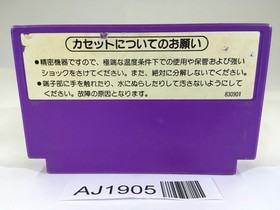 カセットについてのお願い
●精密機器ですので、極端な温度条件下での使用や保管および強い
ショックをさけてください。また、絶対に分解しないでください。
●端子部に手を触れたり、水にぬらしたりして汚さないようにして
ください。故障の原因となります。
830901
AJ1905